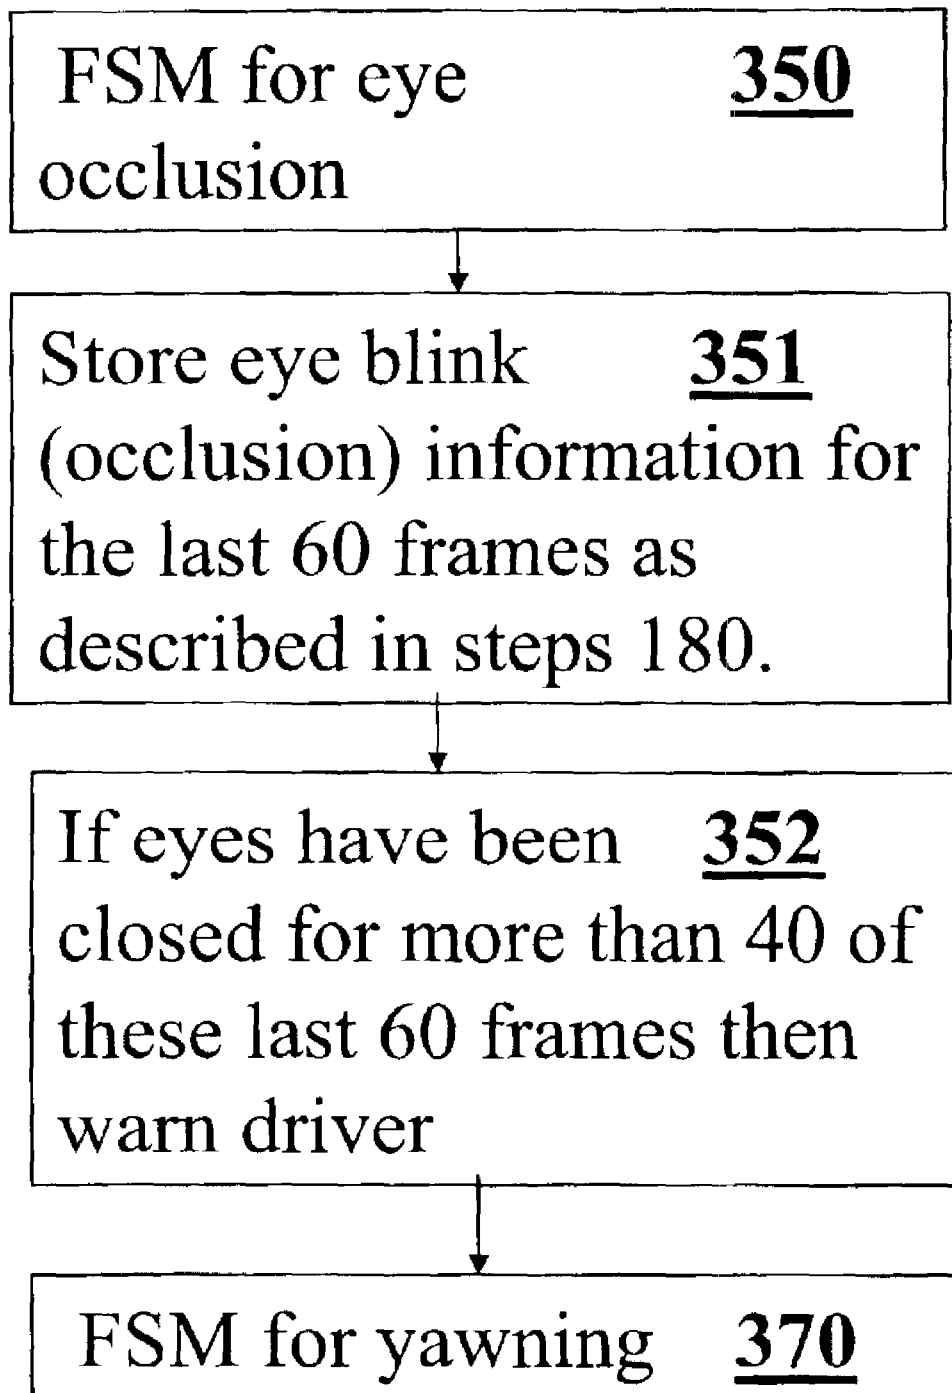 FSM for eye 350
occlusion
Store eye blink 351
(occlusion) information for
the last 60 frames as
described in steps 180.
If eyes have been 352
closed for more than 40 of
these last 60 frames then
warn driver
FSM for yawning 370